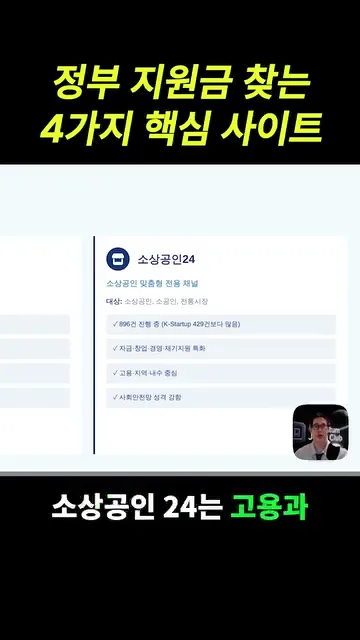 정부 지원금 찾는
4가지 핵심 사이트
소상공인24
소상공인 맞춤형 전용 채널
대상: 소상공인, 소공인, 전통시장
✓ 896건 진행 중 (K-Startup 429건보다 많음)
✓ 자금·창업·경영·재기지원 특화
✓ 고용·지역·내수 중심
✓ 사회안전망 성격 강함
소상공인 24는 고용과